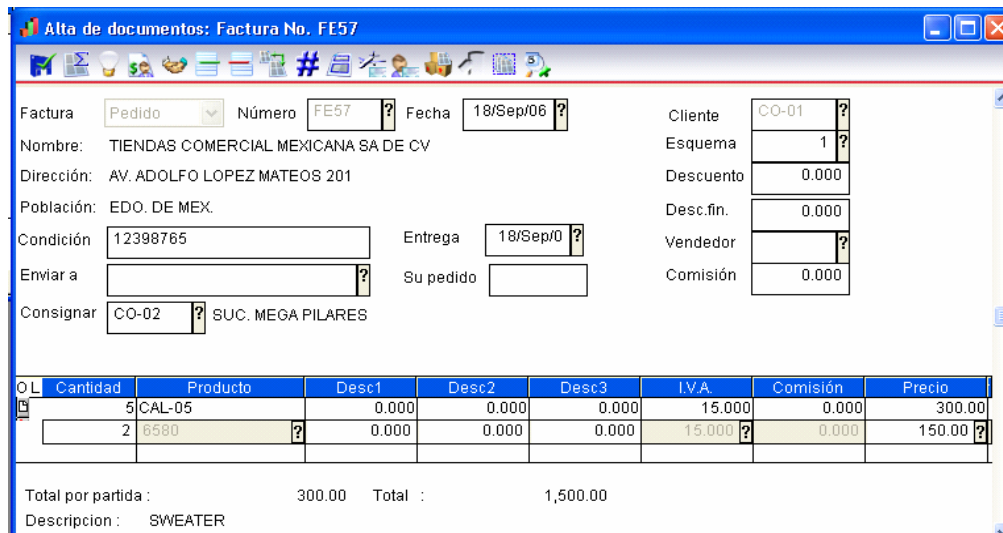 Alta de documentos: Factura No. FE57
Factura Pedido Número FE57 ? Fecha 18/Sep/06 ? Cliente CO-01 ?
Nombre: TIENDAS COMERCIAL MEXICANA SA DE CV Esquema 1 ?
Dirección: AV. ADOLFO LOPEZ MATEOS 201 Descuento 0.000
Población: EDO. DE MEX. Desc.fin. 0.000
Condición 12398765 Entrega 18/Sep/0 ? Vendedor ?
Enviar a ? Su pedido Comisión 0.000
Consignar CO-02 ? SUC. MEGA PILARES
O L Cantidad Producto Desc1 Desc2 Desc3 I.V.A. Comisión Precio
5 CAL-05 0.000 0.000 0.000 15.000 0.000 300.00
2 6580 ? 0.000 0.000 0.000 15.000 ? 0.000 150.00 ?
Total por partida : 300.00 Total : 1,500.00
Descripcion : SWEATER